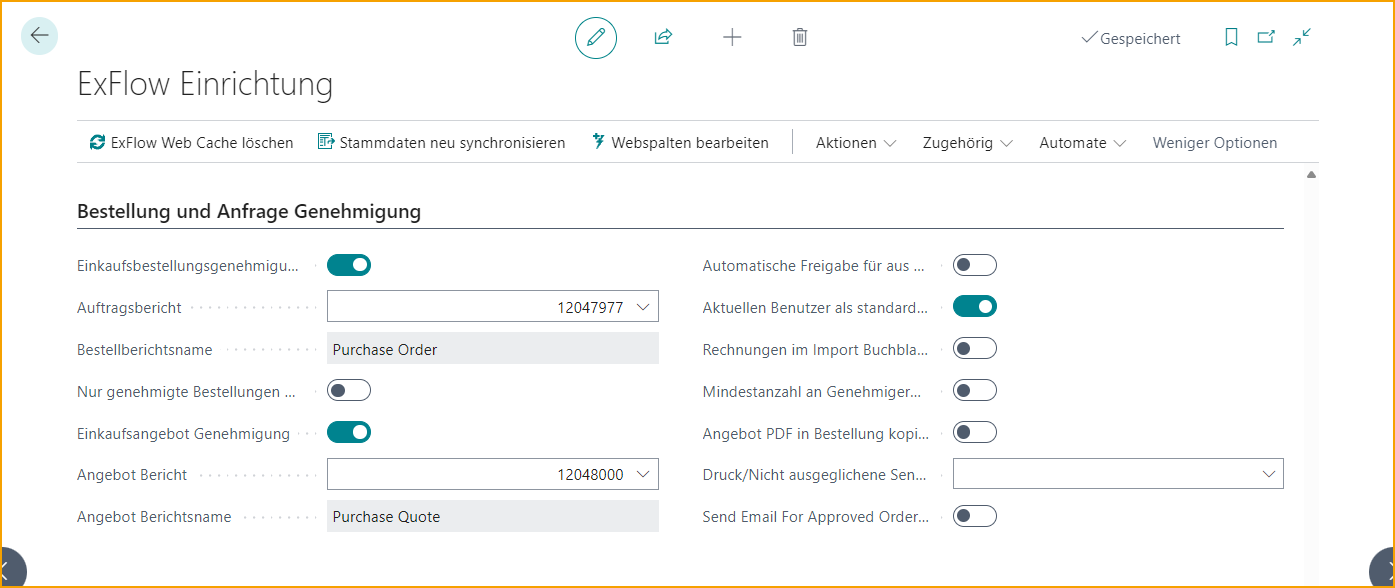 Gespeichert
ExFlow Einrichtung
ExFlow Web Cache löschen Stammdaten neu synchronisieren Webspalten bearbeiten Aktionen Zugehörig Automate Weniger Optionen
Bestellung und Anfrage Genehmigung
Einkaufsbestellungsgenehmigu...
Auftragsbericht 12047977
Bestellberichtsname Purchase Order
Nur genehmigte Bestellungen ...
Einkaufsangebot Genehmigung
Angebot Bericht 12048000
Angebot Berichtsname Purchase Quote
Automatische Freigabe für aus ...
Aktuellen Benutzer als standard...
Rechnungen im Import Buchbla...
Mindestanzahl an Genehmiger...
Angebot PDF in Bestellung kopi...
Druck/Nicht ausgeglichene Sen...
Send Email For Approved Order...